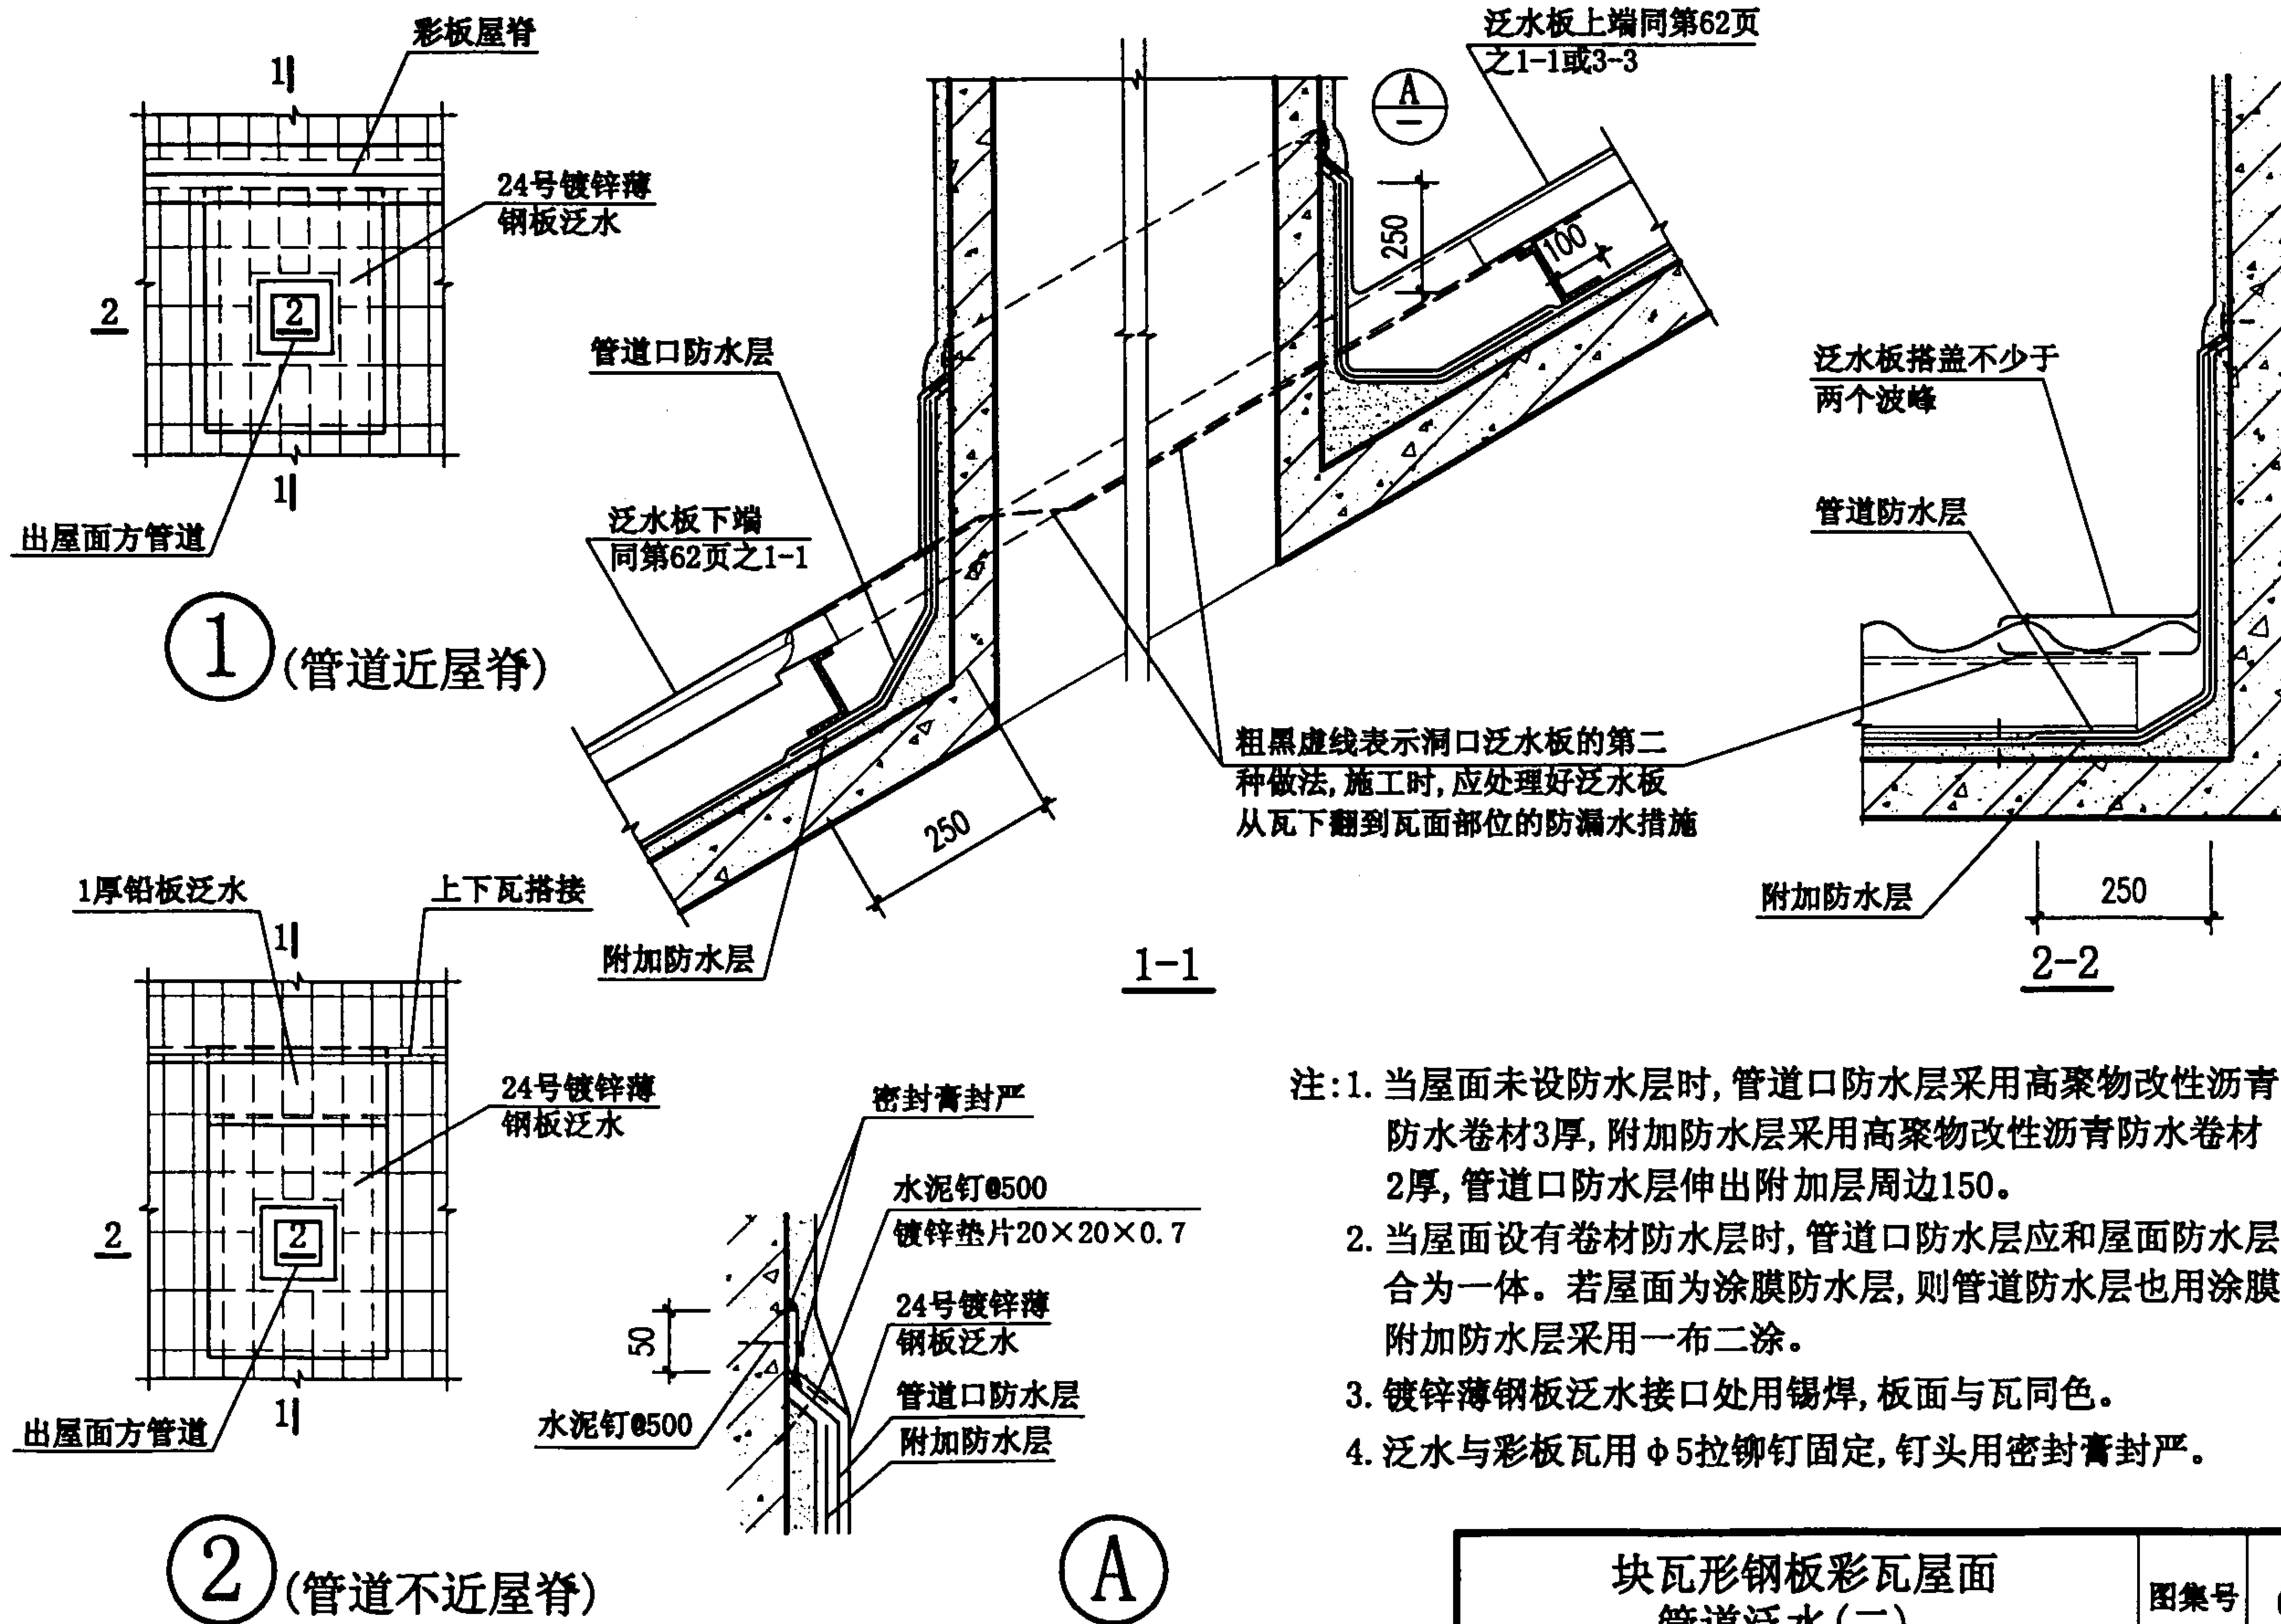 彩板屋脊
1
24号镀锌薄
钢板泛水
2
2
1
出屋面方管道
1
(管道近屋脊)
泛水板上端同第62页
之1-1或3-3
A
250
100
管道口防水层
泛水板下端
同第62页之1-1
粗黑虚线表示洞口泛水板的第二
种做法,施工时,应处理好泛水板
从瓦下翻到瓦面部位的防漏水措施
250
附加防水层
1-1
泛水板搭盖不少于
两个波峰
管道防水层
附加防水层
250
2-2
1厚铅板泛水
上下瓦搭接
1
24号镀锌薄
钢板泛水
2
2
1
出屋面方管道
2
(管道不近屋脊)
密封膏封严
水泥钉@500
镀锌垫片20×20×0.7
24号镀锌薄
钢板泛水
管道口防水层
附加防水层
50
水泥钉@500
A
注:1.当屋面未设防水层时,管道口防水层采用高聚物改性沥青
防水卷材3厚,附加防水层采用高聚物改性沥青防水卷材
2厚,管道口防水层伸出附加层周边150。
2.当屋面设有卷材防水层时,管道口防水层应和屋面防水层
合为一体。若屋面为涂膜防水层,则管道防水层也用涂膜
附加防水层采用一布二涂。
3.镀锌薄钢板泛水接口处用锡焊,板面与瓦同色。
4.泛水与彩板瓦用φ5拉铆钉固定,钉头用密封膏封严。
块瓦形钢板彩瓦屋面
管道泛水(二)
图集号